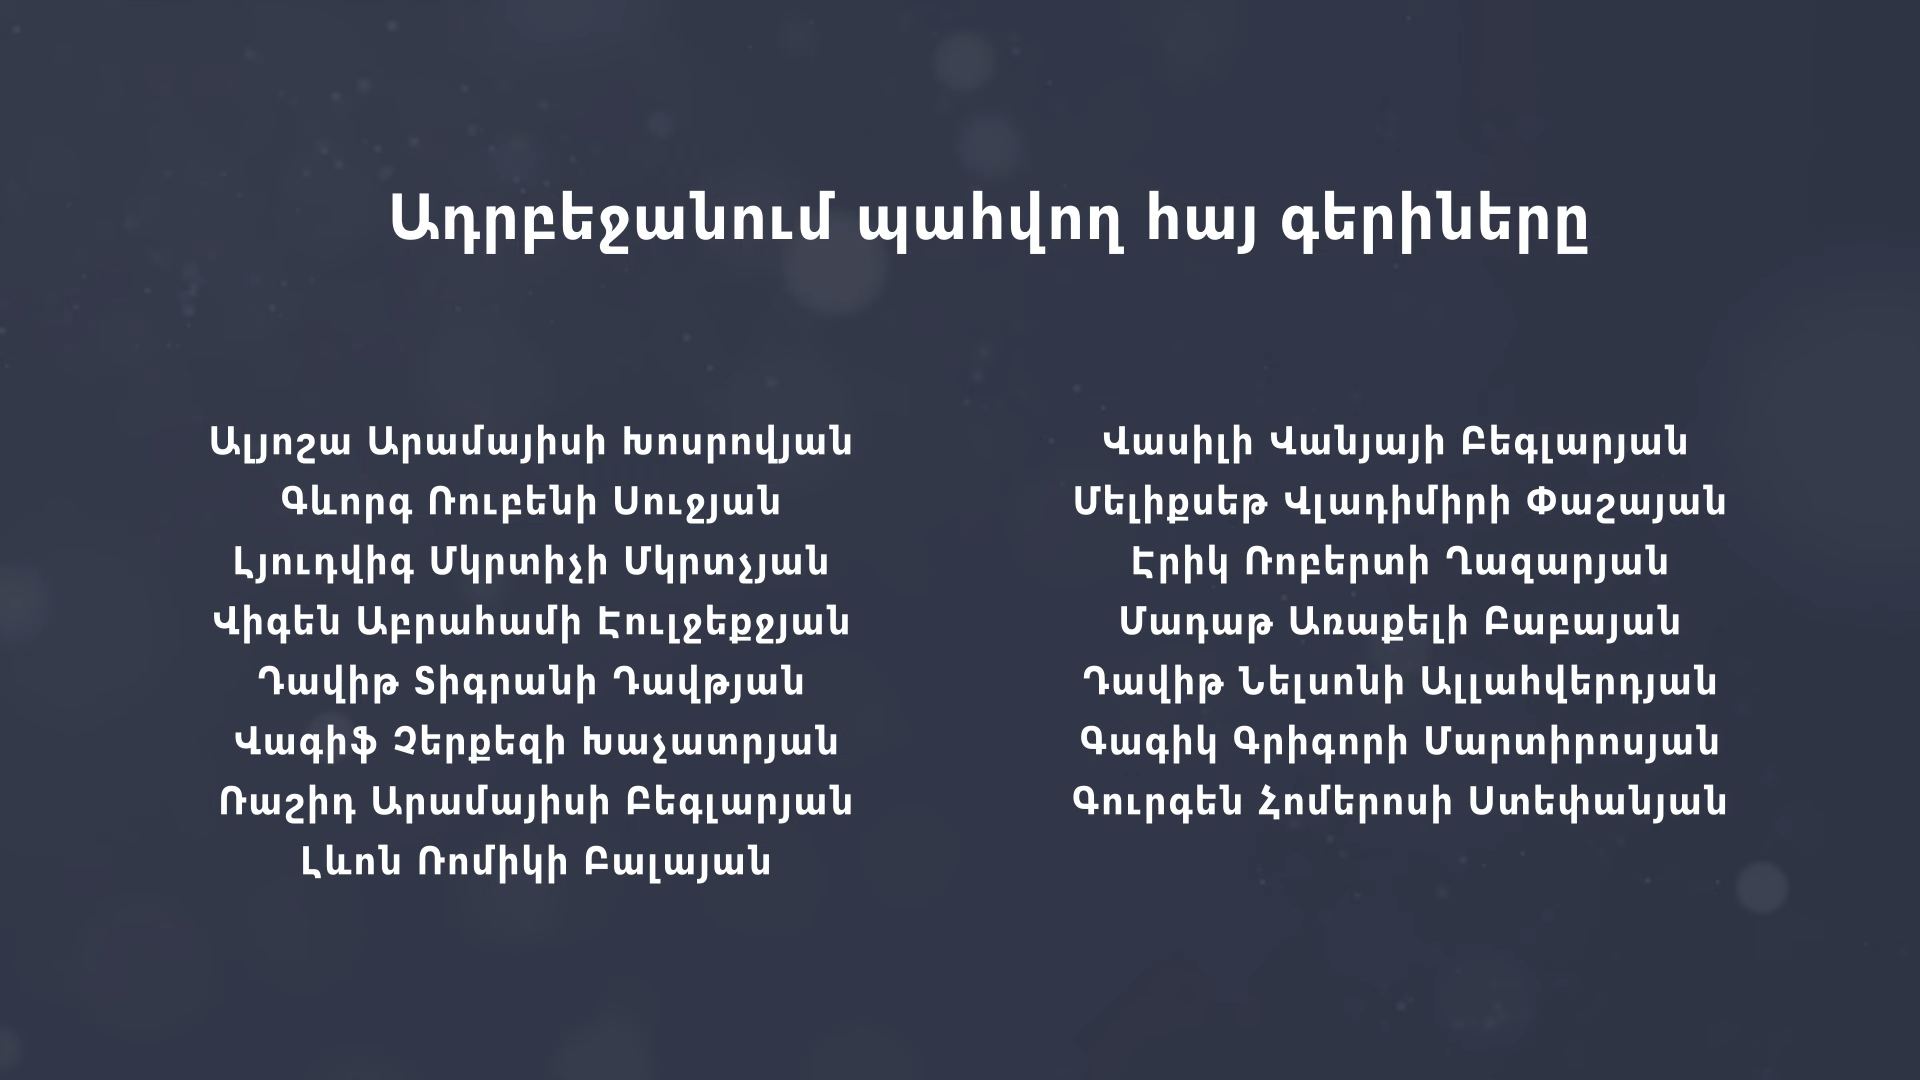 Ադրբեջանում պահվող հայ գերիները
Ալյոշա Արամայիսի Խոսրովյան
Գևորգ Ռուբենի Սուջյան
Լյուդվիգ Մկրտիչի Մկրտչյան
Վիգեն Աբրահամի Էուլջեքջյան
Դավիթ Տիգրանի Դավթյան
Վագիֆ Չերքեզի Խաչատրյան
Ռաշիդ Արամայիսի Բեգլարյան
Լևոն Ռոմիկի Բալայան
Վասիլի Վանյայի Բեգլարյան
Մելիքսեթ Վլադիմիրի Փաշայան
Էրիկ Ռոբերտի Ղազարյան
Մադաթ Առաքելի Բաբայան
Դավիթ Նելսոնի Ալլահվերդյան
Գագիկ Գրիգորի Մարտիրոսյան
Գուրգեն Հոմերոսի Ստեփանյան